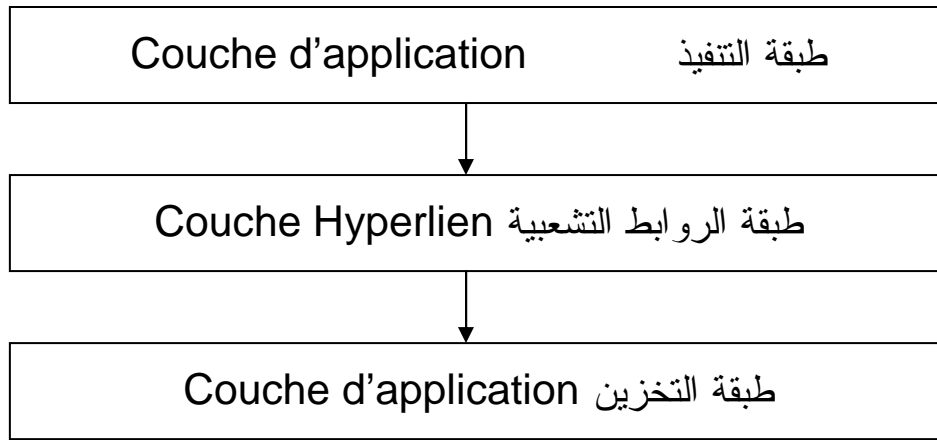 Couche d’application طبقة التنفيذ
Couche Hyperlien طبقة الروابط التشعبية
Couche d’application طبقة التخزين